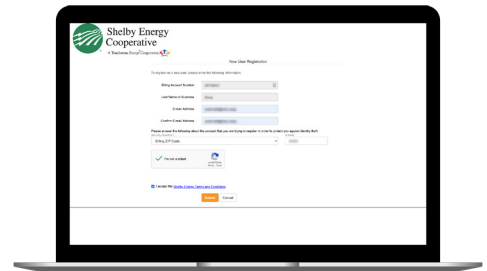 Shelby Energy
Cooperative
A Touchstone Energy Cooperative
New User Registration
To register as a new user, please enter the following information.
Billing Account Number
Last Name or Business
E-mail Address
Confirm E-mail Address
Please answer the following about the account that you are trying to register in order to protect you against identity theft.
Billing ZIP Code
I'm not a robot
I accept the Shelby Energy Terms and Conditions
Submit
Cancel